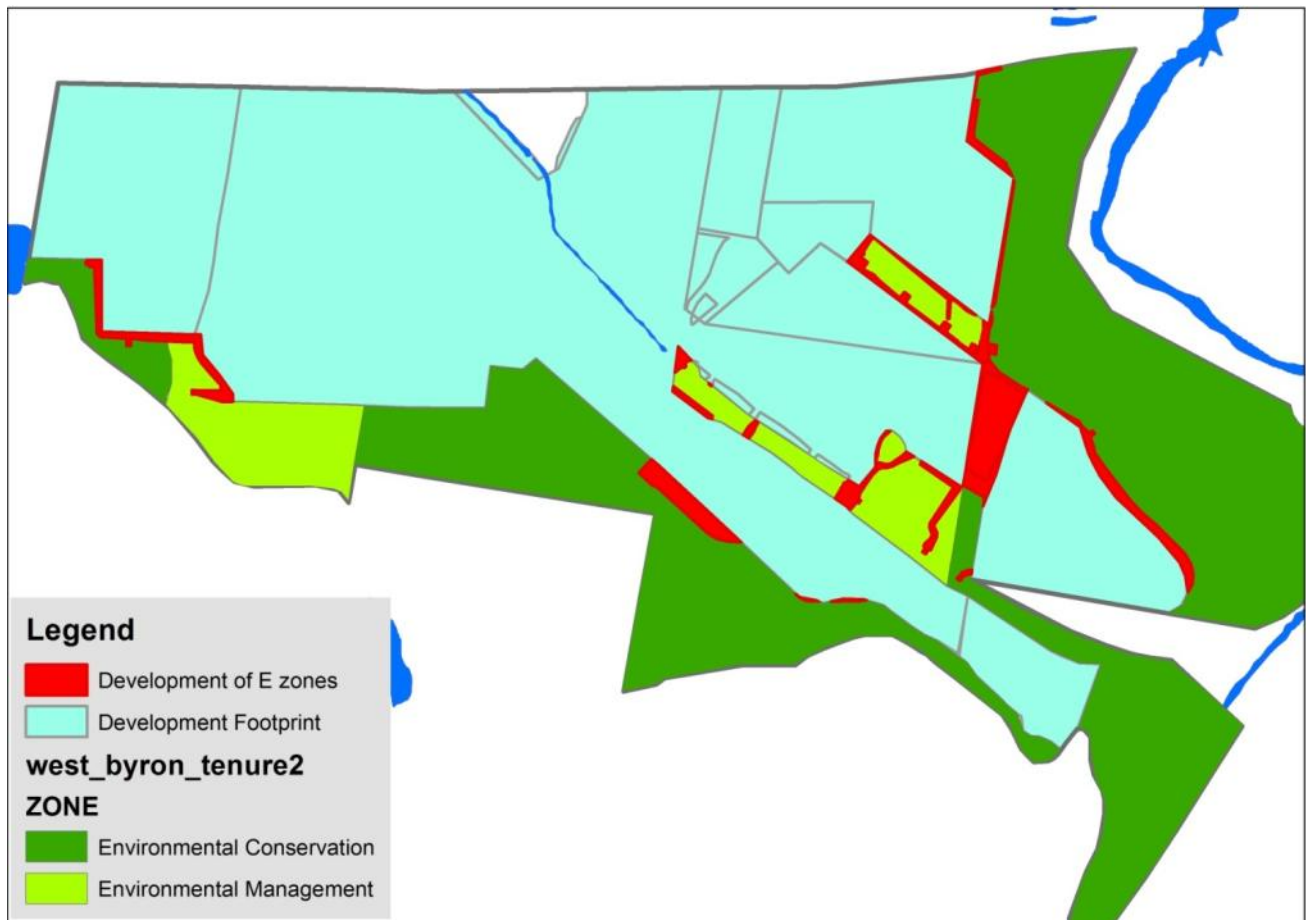 Legend
Development of E zones
Development Footprint
west_byron_tenure2
ZONE
Environmental Conservation
Environmental Management